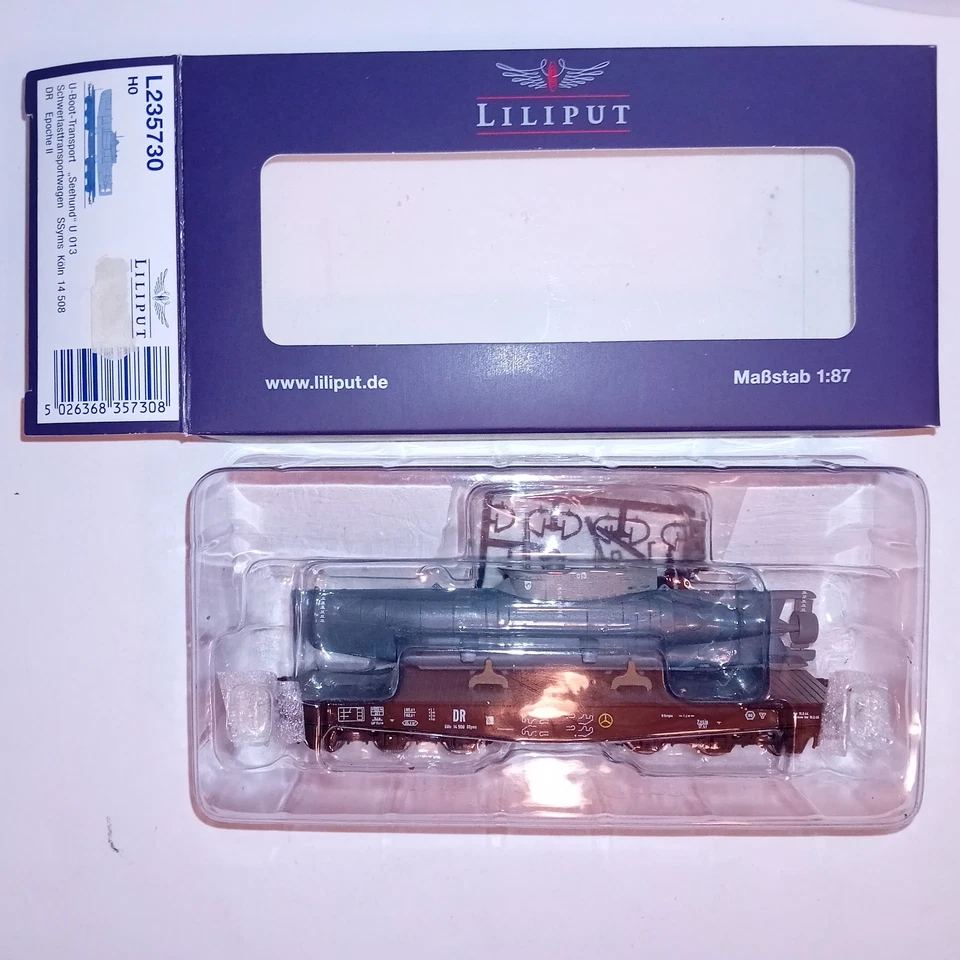 L235730
H0
U-Boot-Transport „Seehund“ U 013
Schwerlasttransportwagen SSyms Köln 14 508
DR Epoche II
LILIPUT
5 026368 357308
LILIPUT
www.liliput.de
Maßstab 1:87
DR